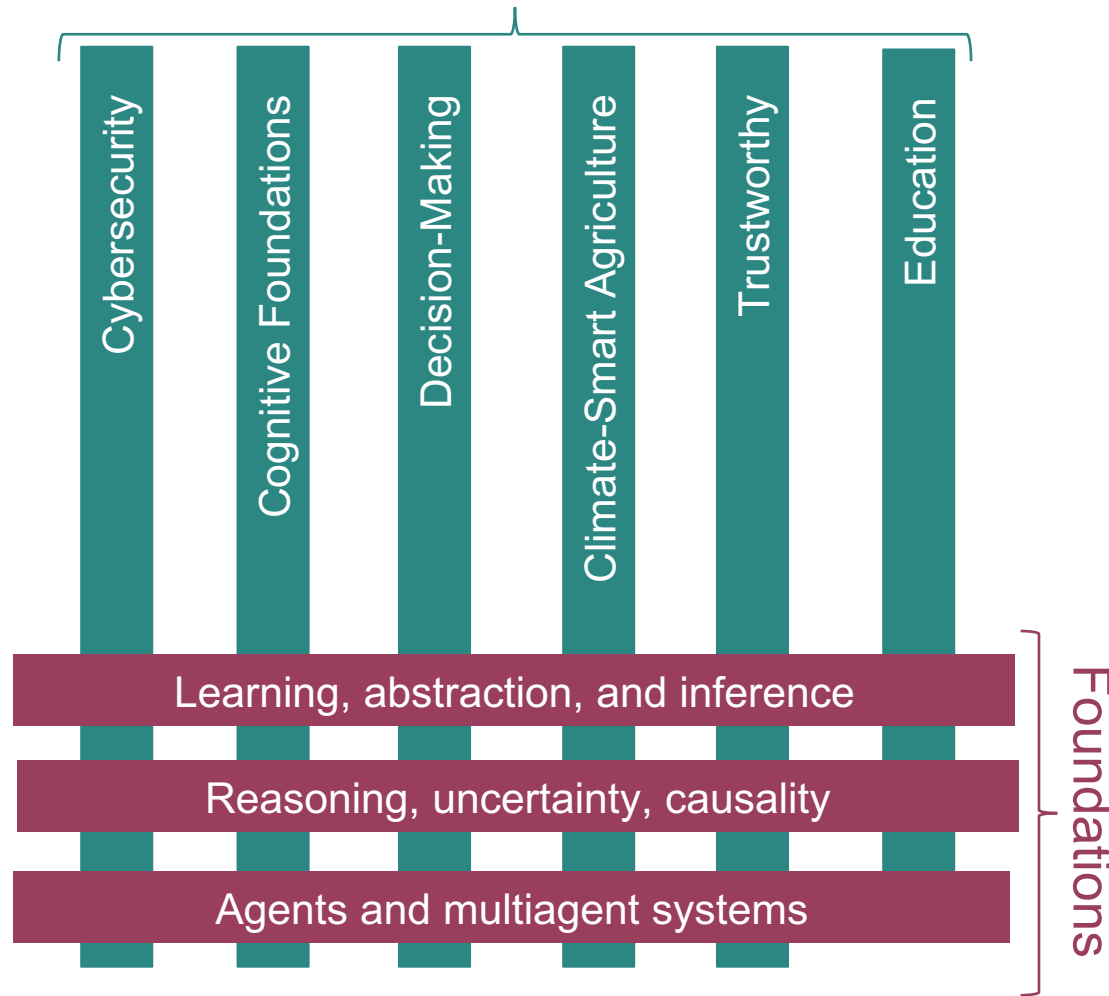 Cybersecurity
Cognitive Foundations
Decision-Making
Climate-Smart Agriculture
Trustworthy
Education
Learning, abstraction, and inference
Reasoning, uncertainty, causality
Agents and multiagent systems
Foundations